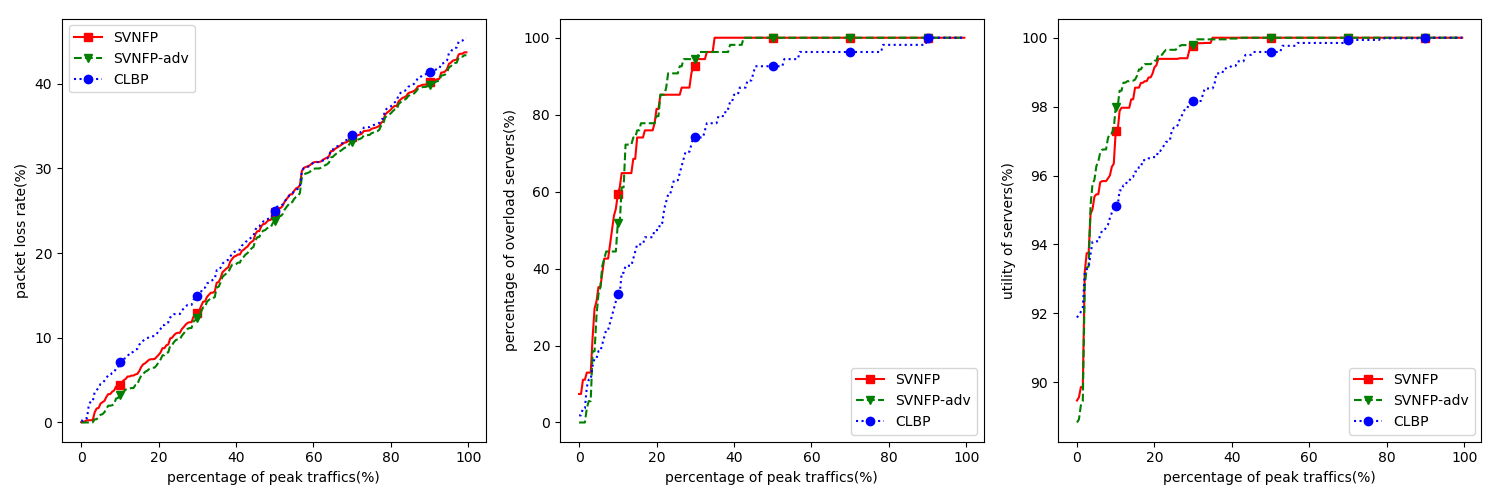 SVNFP
SVNFP-adv
CLBP
packet loss rate(%)
40
30
20
10
0
0 20 40 60 80 100
percentage of peak traffics(%)
percentage of overload servers(%)
100
80
60
40
20
0
SVNFP
SVNFP-adv
CLBP
0 20 40 60 80 100
percentage of peak traffics(%)
utility of servers(%)
100
98
96
94
92
90
SVNFP
SVNFP-adv
CLBP
0 20 40 60 80 100
percentage of peak traffics(%)